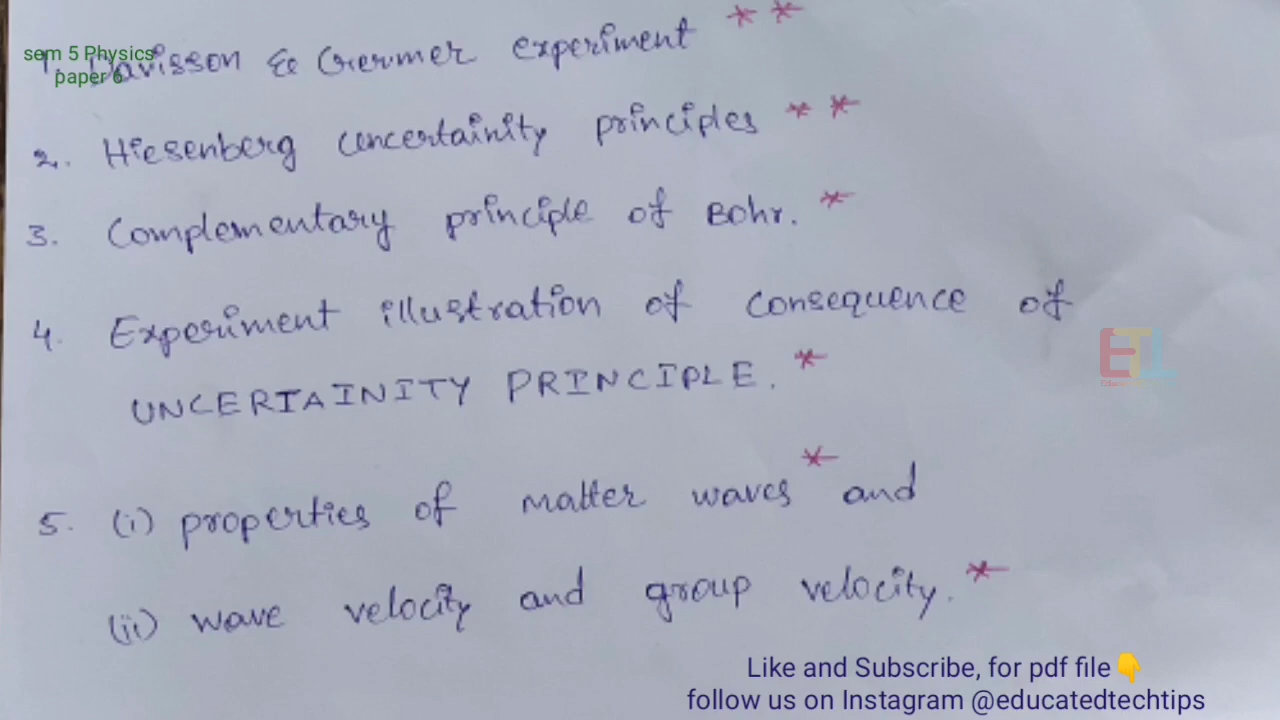 sem 5 Physics
paper 6
1. Davisson & Germer experiment **
2. Hiesenberg uncertainity principles **
3. Complementary principle of Bohr. *
4. Experiment illustration of consequence of
UNCERTAINITY PRINCIPLE. *
5. (i) properties of matter waves * and
(ii) wave velocity and group velocity. *
ETL
Like and Subscribe, for pdf file👇
follow us on Instagram @educatedtechtips